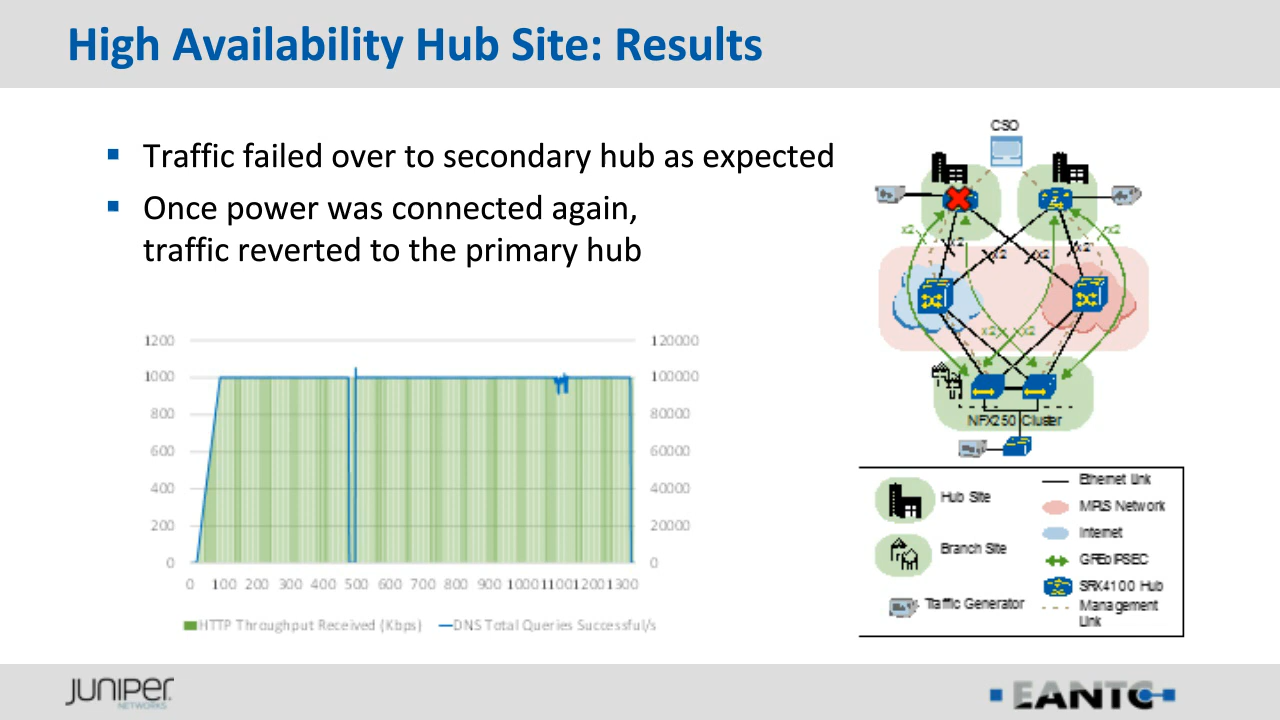 High Availability Hub Site: Results
Traffic failed over to secondary hub as expected
Once power was connected again,
traffic reverted to the primary hub
1200
1000
800
600
400
200
0
120000
100000
80000
60000
40000
20000
0
0 100 200 300 400 500 600 700 800 900 1000 1100 1200 1300
HTTP Throughput Received (Kbps) DNS Total Queries Successful/s
CSO
x2 x2 x2 x2 x2 x2
x2 x2
NFX250 Cluster
Hub Site
Branch Site
Traffic Generator
Ethernet Link
MPLS Network
Internet
GREoIPSEC
SRX4100 Hub
Management
Link
JUNIPER
NETWORKS
EANTC